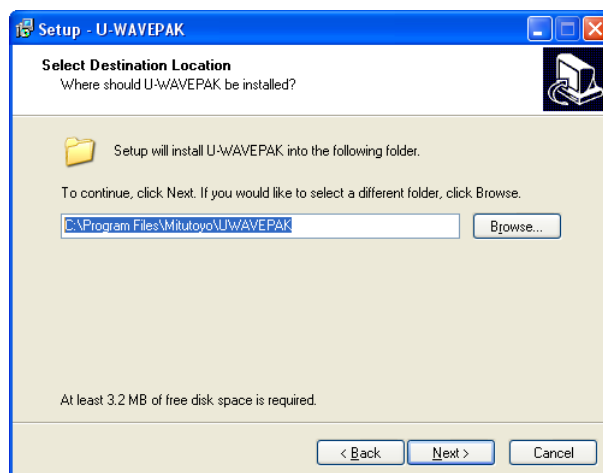 Setup - U-WAVEPAK
Select Destination Location
Where should U-WAVEPAK be installed?
Setup will install U-WAVEPAK into the following folder.
To continue, click Next. If you would like to select a different folder, click Browse.
C:\Program Files\Mitutoyo\UWAVEPAK
Browse...
At least 3.2 MB of free disk space is required.
< Back
Next >
Cancel